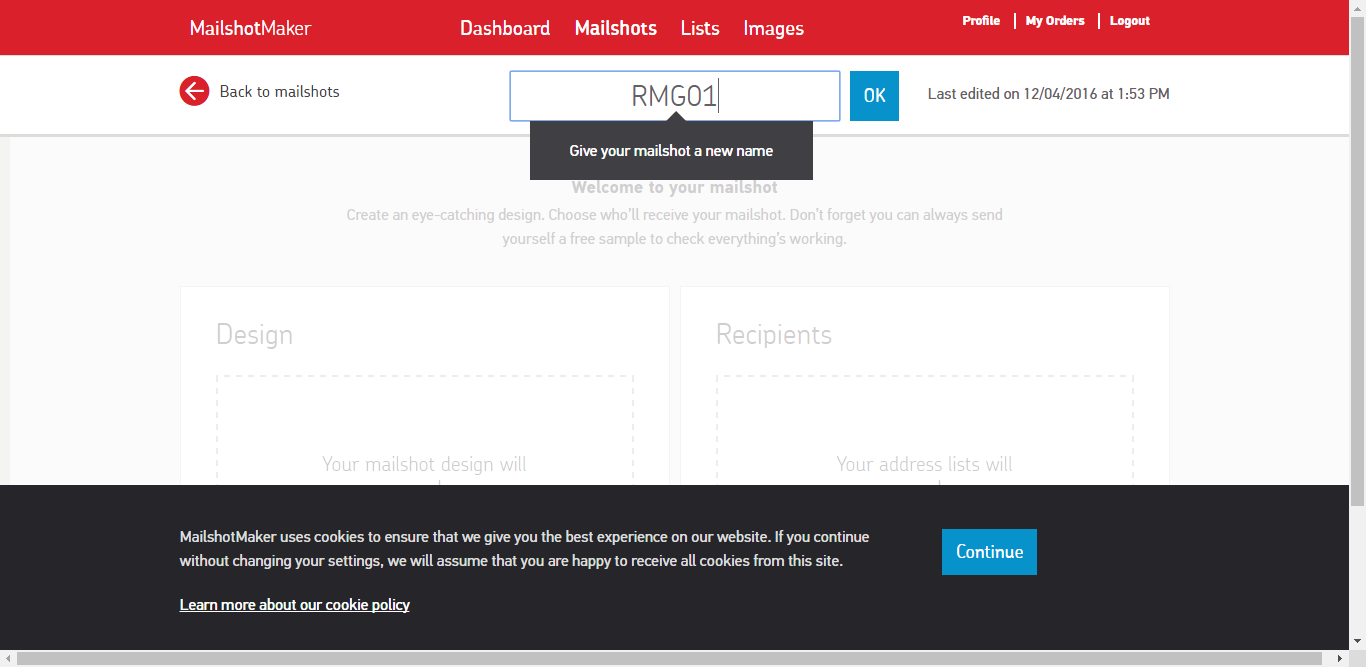 MailshotMaker Dashboard Mailshots Lists Images Profile My Orders Logout
Back to mailshots RMG01 OK Last edited on 12/04/2016 at 1:53 PM
Give your mailshot a new name
Welcome to your mailshot
Create an eye-catching design. Choose who'll receive your mailshot. Don't forget you can always send
yourself a free sample to check everything's working.
Design Recipients
Your mailshot design will Your address lists will
MailshotMaker uses cookies to ensure that we give you the best experience on our website. If you continue
without changing your settings, we will assume that you are happy to receive all cookies from this site.
Continue
Learn more about our cookie policy